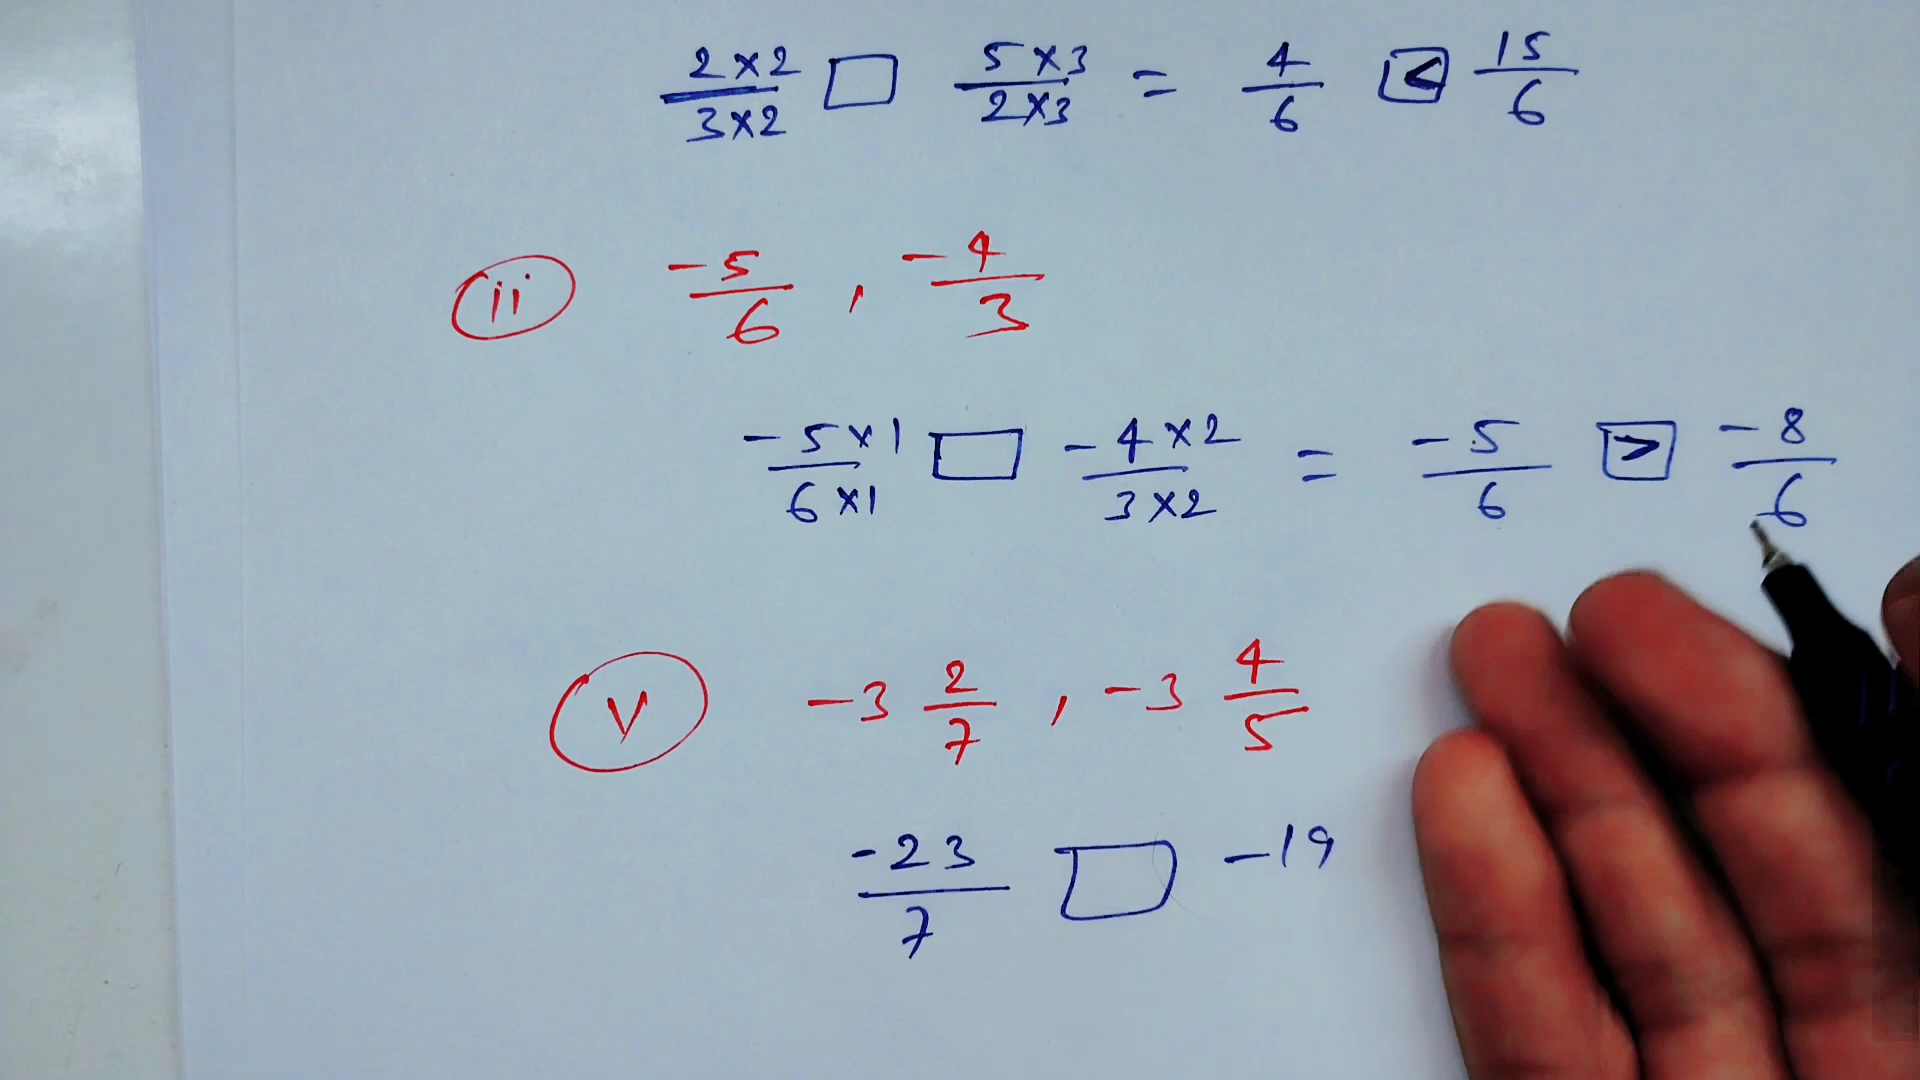 2×2/3×2 □ 5×3/2×3 = 4/6 < 15/6
ii -5/6 , -4/3
-5×1/6×1 □ -4×2/3×2 = -5/6 > -8/6
v -3 2/7 , -3 4/5
-23/7 □ -19